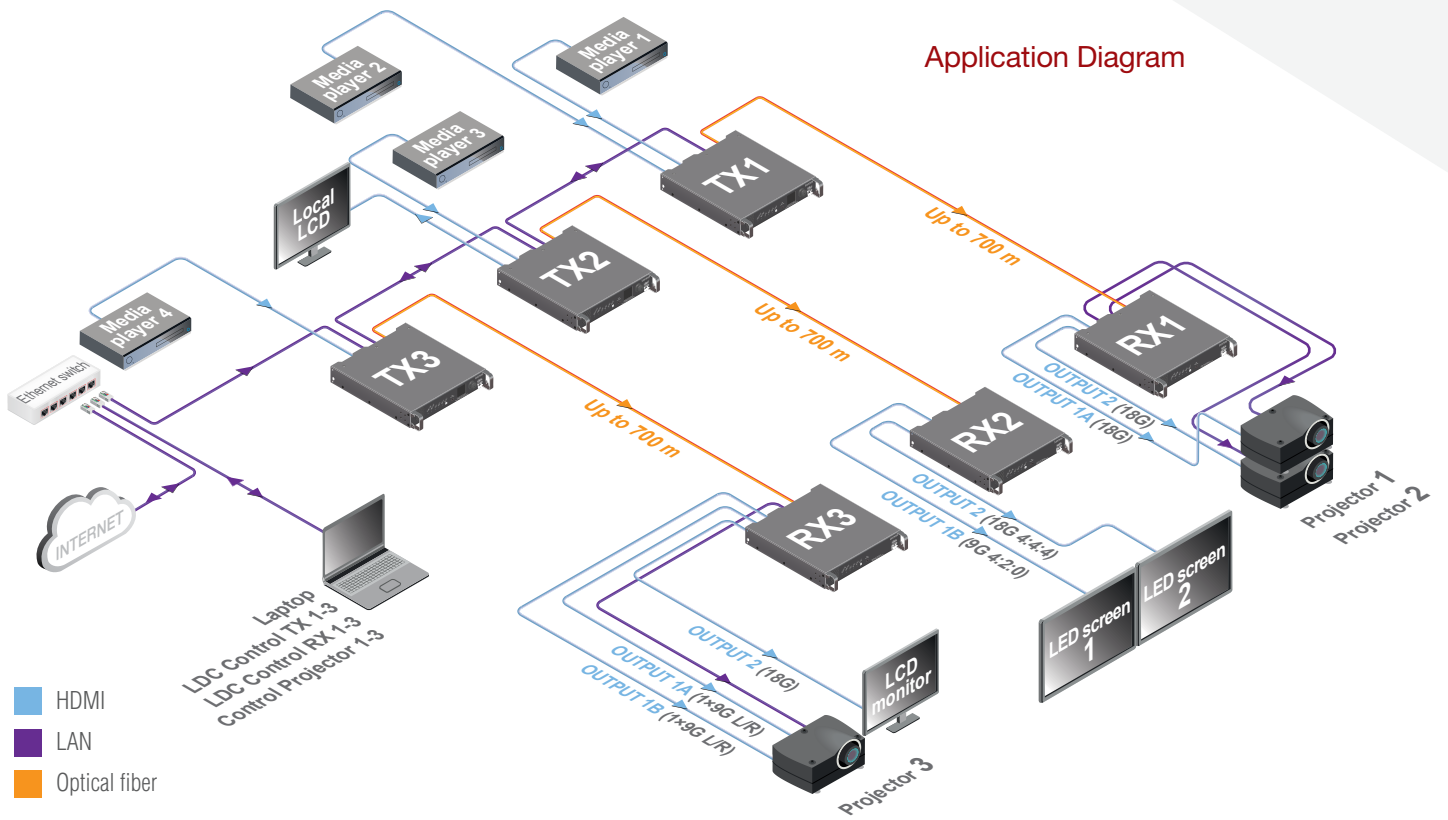 Application Diagram
Media
player 1
Media
player 2
Media
player 3
Local
LCD
TX1
TX2
TX3
Media
player 4
Ethernet switch
INTERNET
Laptop
LDC Control TX 1-3
LDC Control RX 1-3
Control Projector 1-3
Up to 700 m
Up to 700 m
Up to 700 m
RX1
RX2
RX3
OUTPUT 2 (18G)
OUTPUT 1A (18G)
Projector 1
Projector 2
OUTPUT 2 (18G 4:4:4)
OUTPUT 1B (9G 4:2:0)
LED screen
1
LED screen
2
OUTPUT 2 (18G)
OUTPUT 1A (1×9G L/R)
OUTPUT 1B (1×9G L/R)
LCD
monitor
Projector 3
HDMI
LAN
Optical fiber